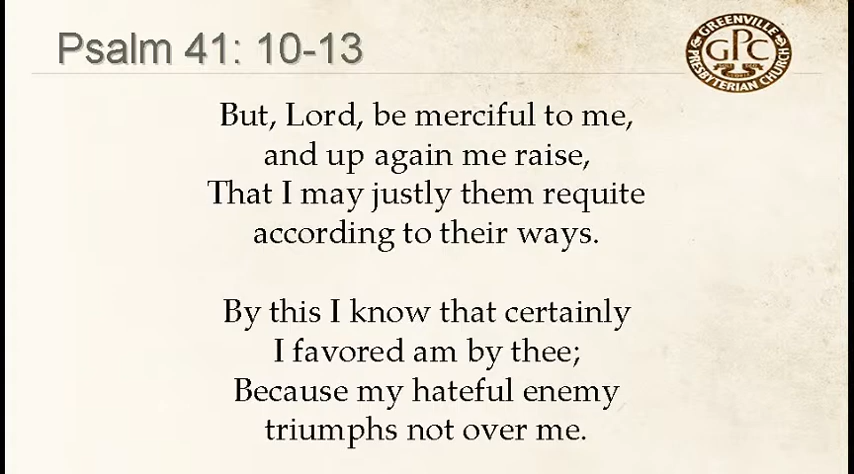 Psalm 41: 10-13
GREENVILLE
GPC
PRESBYTERIAN CHURCH
But, Lord, be merciful to me,
and up again me raise,
That I may justly them requite
according to their ways.
By this I know that certainly
I favored am by thee;
Because my hateful enemy
triumphs not over me.